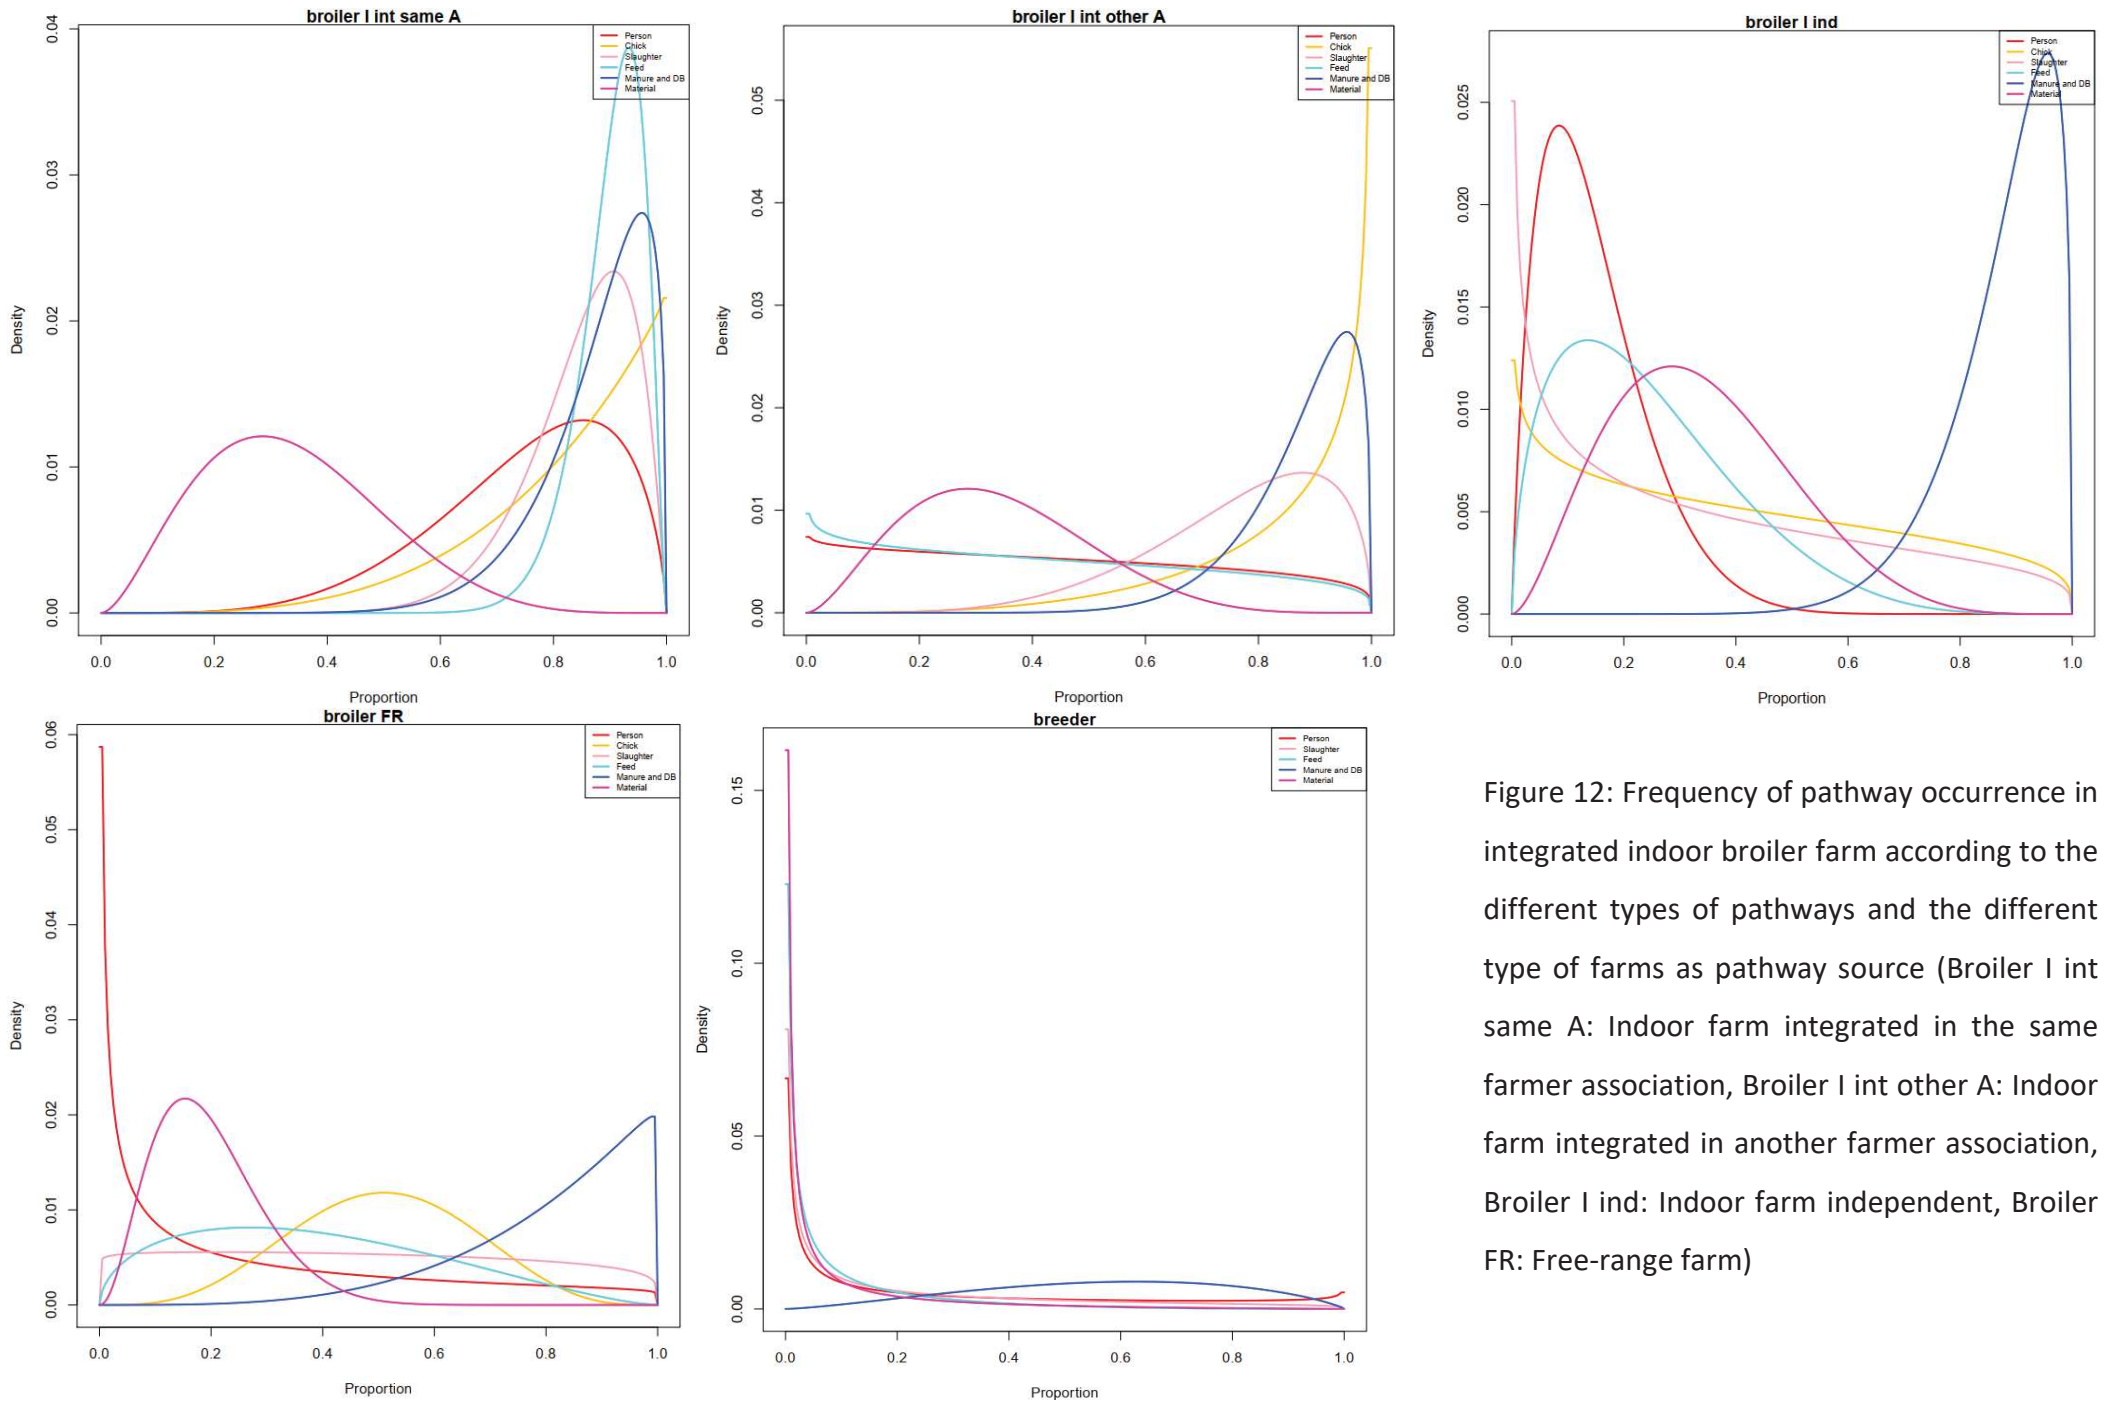 broiler I int same A
Density
0.00
0.01
0.02
0.03
0.04
Person
Chick
Slaughter
Feed
Manure and DB
Material
0.0 0.2 0.4 0.6 0.8 1.0
Proportion
broiler I int other A
Density
0.00
0.01
0.02
0.03
0.04
0.05
Person
Chick
Slaughter
Feed
Manure and DB
Material
0.0 0.2 0.4 0.6 0.8 1.0
Proportion
broiler I ind
Density
0.000
0.005
0.010
0.015
0.020
0.025
Person
Chick
Slaughter
Feed
Manure and DB
Material
0.0 0.2 0.4 0.6 0.8 1.0
Proportion
broiler FR
Density
0.00
0.01
0.02
0.03
0.04
0.05
0.06
Person
Chick
Slaughter
Feed
Manure and DB
Material
0.0 0.2 0.4 0.6 0.8 1.0
Proportion
breeder
Density
0.00
0.05
0.10
0.15
Person
Slaughter
Feed
Manure and DB
Material
0.0 0.2 0.4 0.6 0.8 1.0
Proportion
Figure 12: Frequency of pathway occurrence in
integrated indoor broiler farm according to the
different types of pathways and the different
type of farms as pathway source (Broiler I int
same A: Indoor farm integrated in the same
farmer association, Broiler I int other A: Indoor
farm integrated in another farmer association,
Broiler I ind: Indoor farm independent, Broiler
FR: Free-range farm)